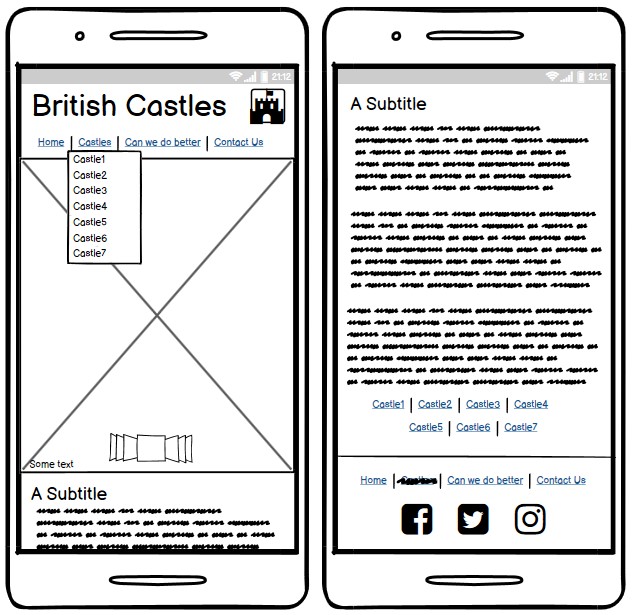 21:12
British Castles
Home | Castles | Can we do better | Contact Us
Castle1
Castle2
Castle3
Castle4
Castle5
Castle6
Castle7
Some text
A Subtitle
21:12
A Subtitle
Castle1 | Castle2 | Castle3 | Castle4
Castle5 | Castle6 | Castle7
Home | Can we do better | Contact Us